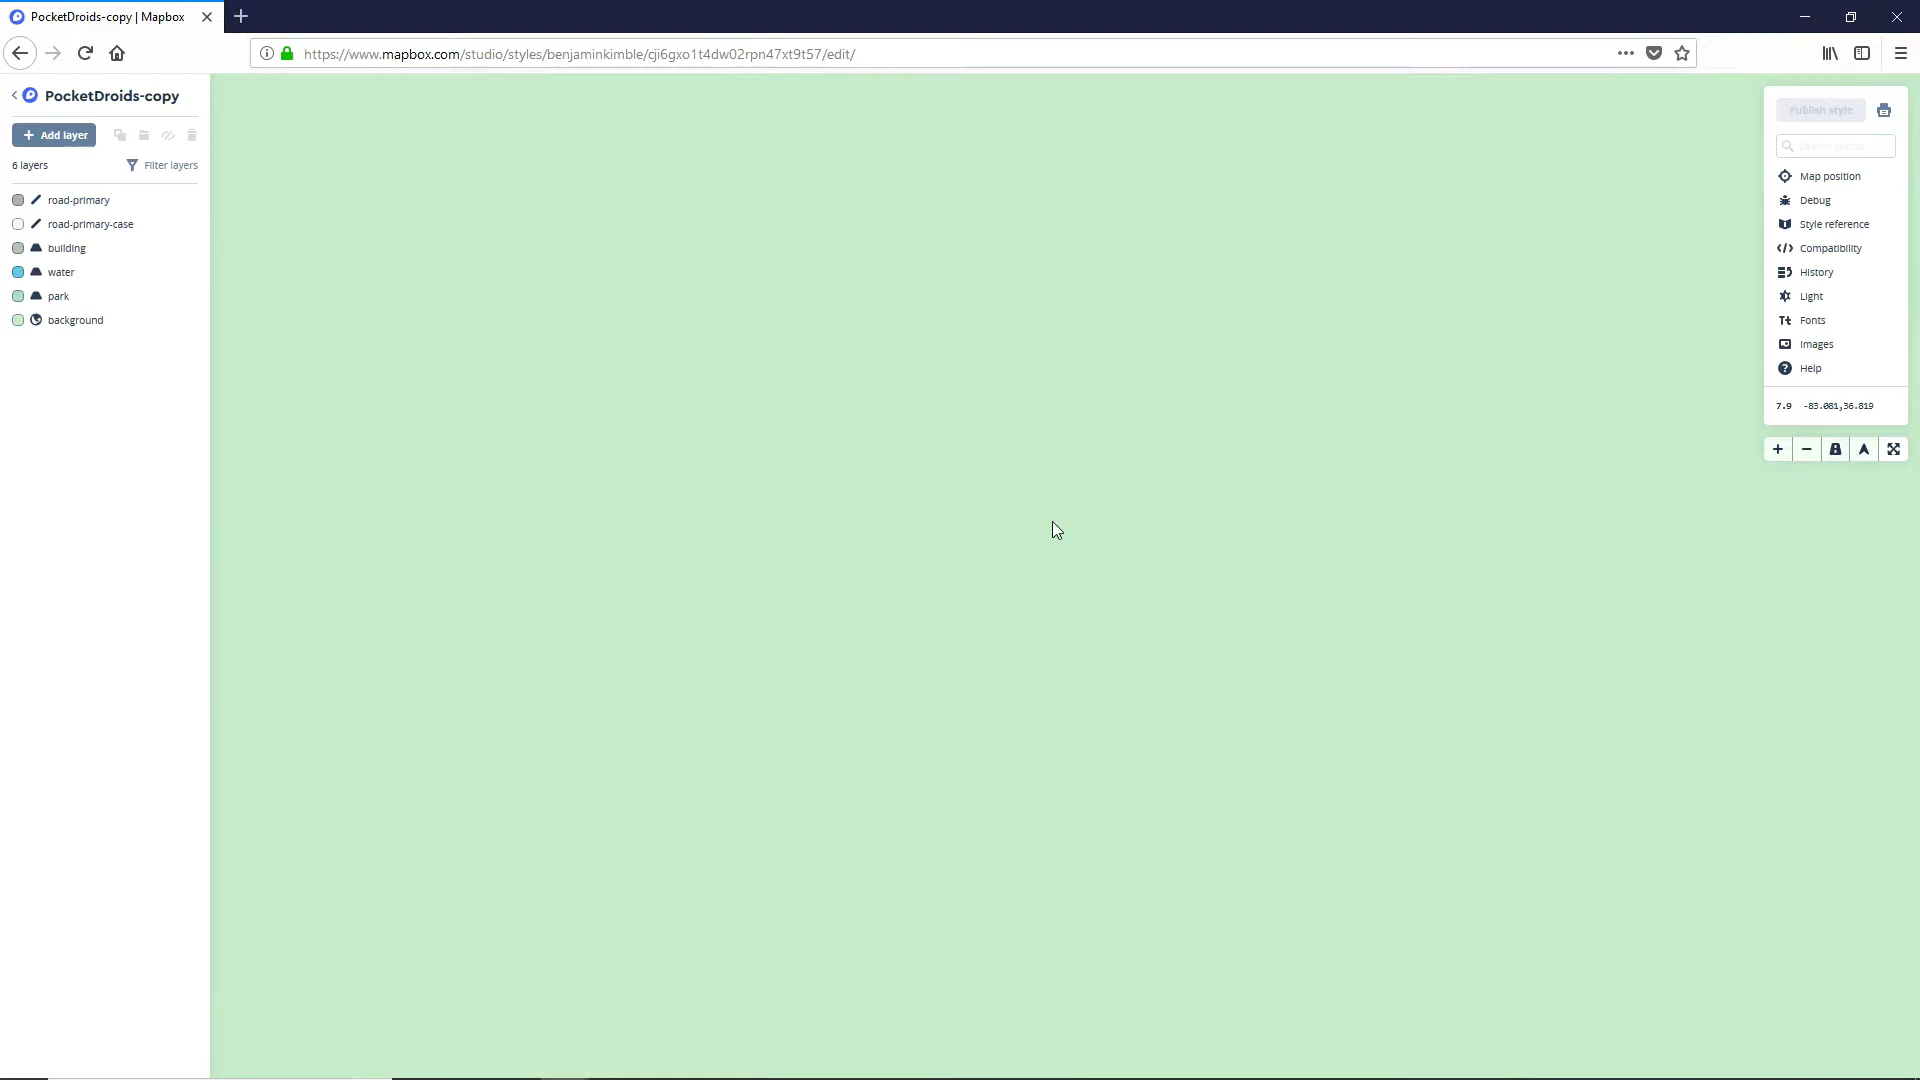 PocketDroids-copy | Mapbox
https://www.mapbox.com/studio/styles/benjaminkimble/cji6gxo1t4dw02rpn47xt9t57/edit/
PocketDroids-copy
Add layer
6 layers
Filter layers
road-primary
road-primary-case
building
water
park
background
Publish style
Search places
Map position
Debug
Style reference
Compatibility
History
Light
Fonts
Images
Help
7.9 -83.081,36.819